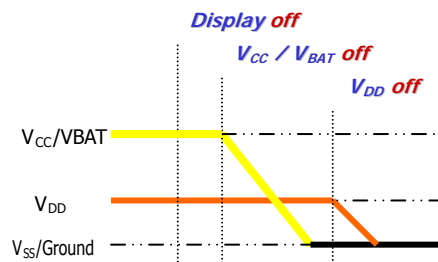 Display off
VCC / VBAT off
VDD off
VCC/VBAT
VDD
VSS/Ground